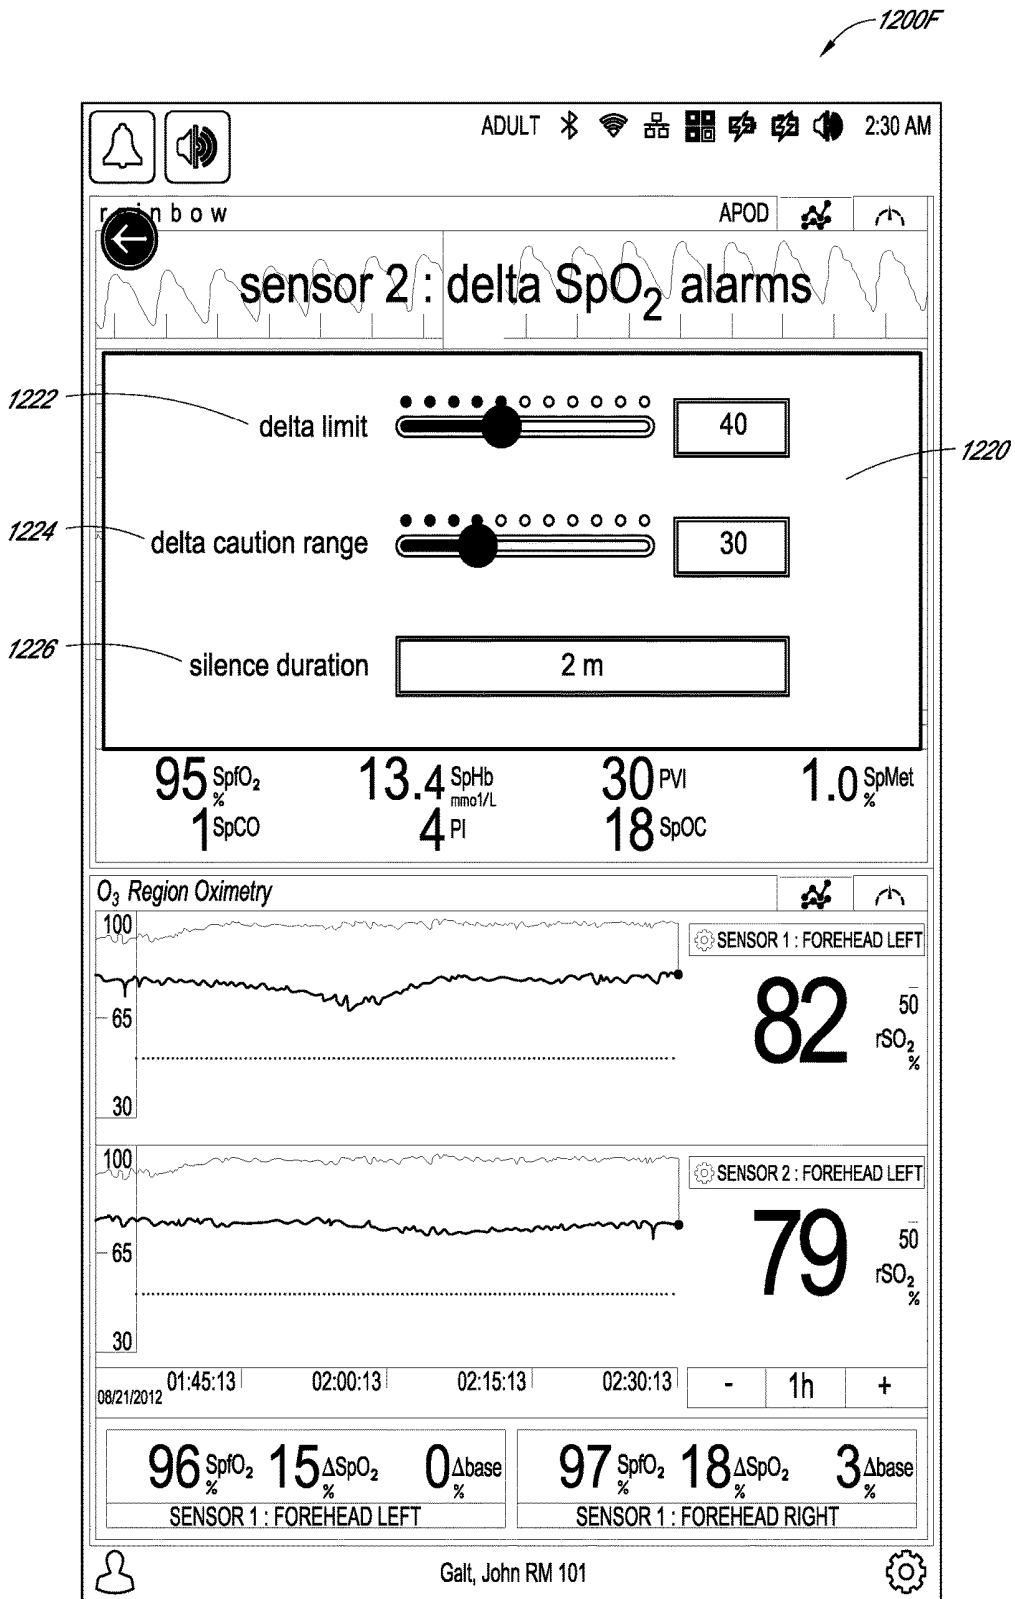 1200F
ADULT 2:30 AM
r inbow APOD
sensor 2 : delta SpO₂ alarms
1222
delta limit 40
1220
1224
delta caution range 30
1226
silence duration 2 m
95 SpfO₂ % 13.4 SpHb mmo1/L 30 PVI 1.0 SpMet %
1 SpCO 4 PI 18 SpOC
O₃ Region Oximetry
100
SENSOR 1 : FOREHEAD LEFT
65
82 50 rSO₂ %
30
100
SENSOR 2 : FOREHEAD LEFT
65
79 50 rSO₂ %
30
08/21/2012 01:45:13 02:00:13 02:15:13 02:30:13 - 1h +
96 SpfO₂ % 15 ΔSpO₂ % 0 Δbase % 97 SpfO₂ % 18 ΔSpO₂ % 3 Δbase %
SENSOR 1 : FOREHEAD LEFT SENSOR 1 : FOREHEAD RIGHT
Galt, John RM 101